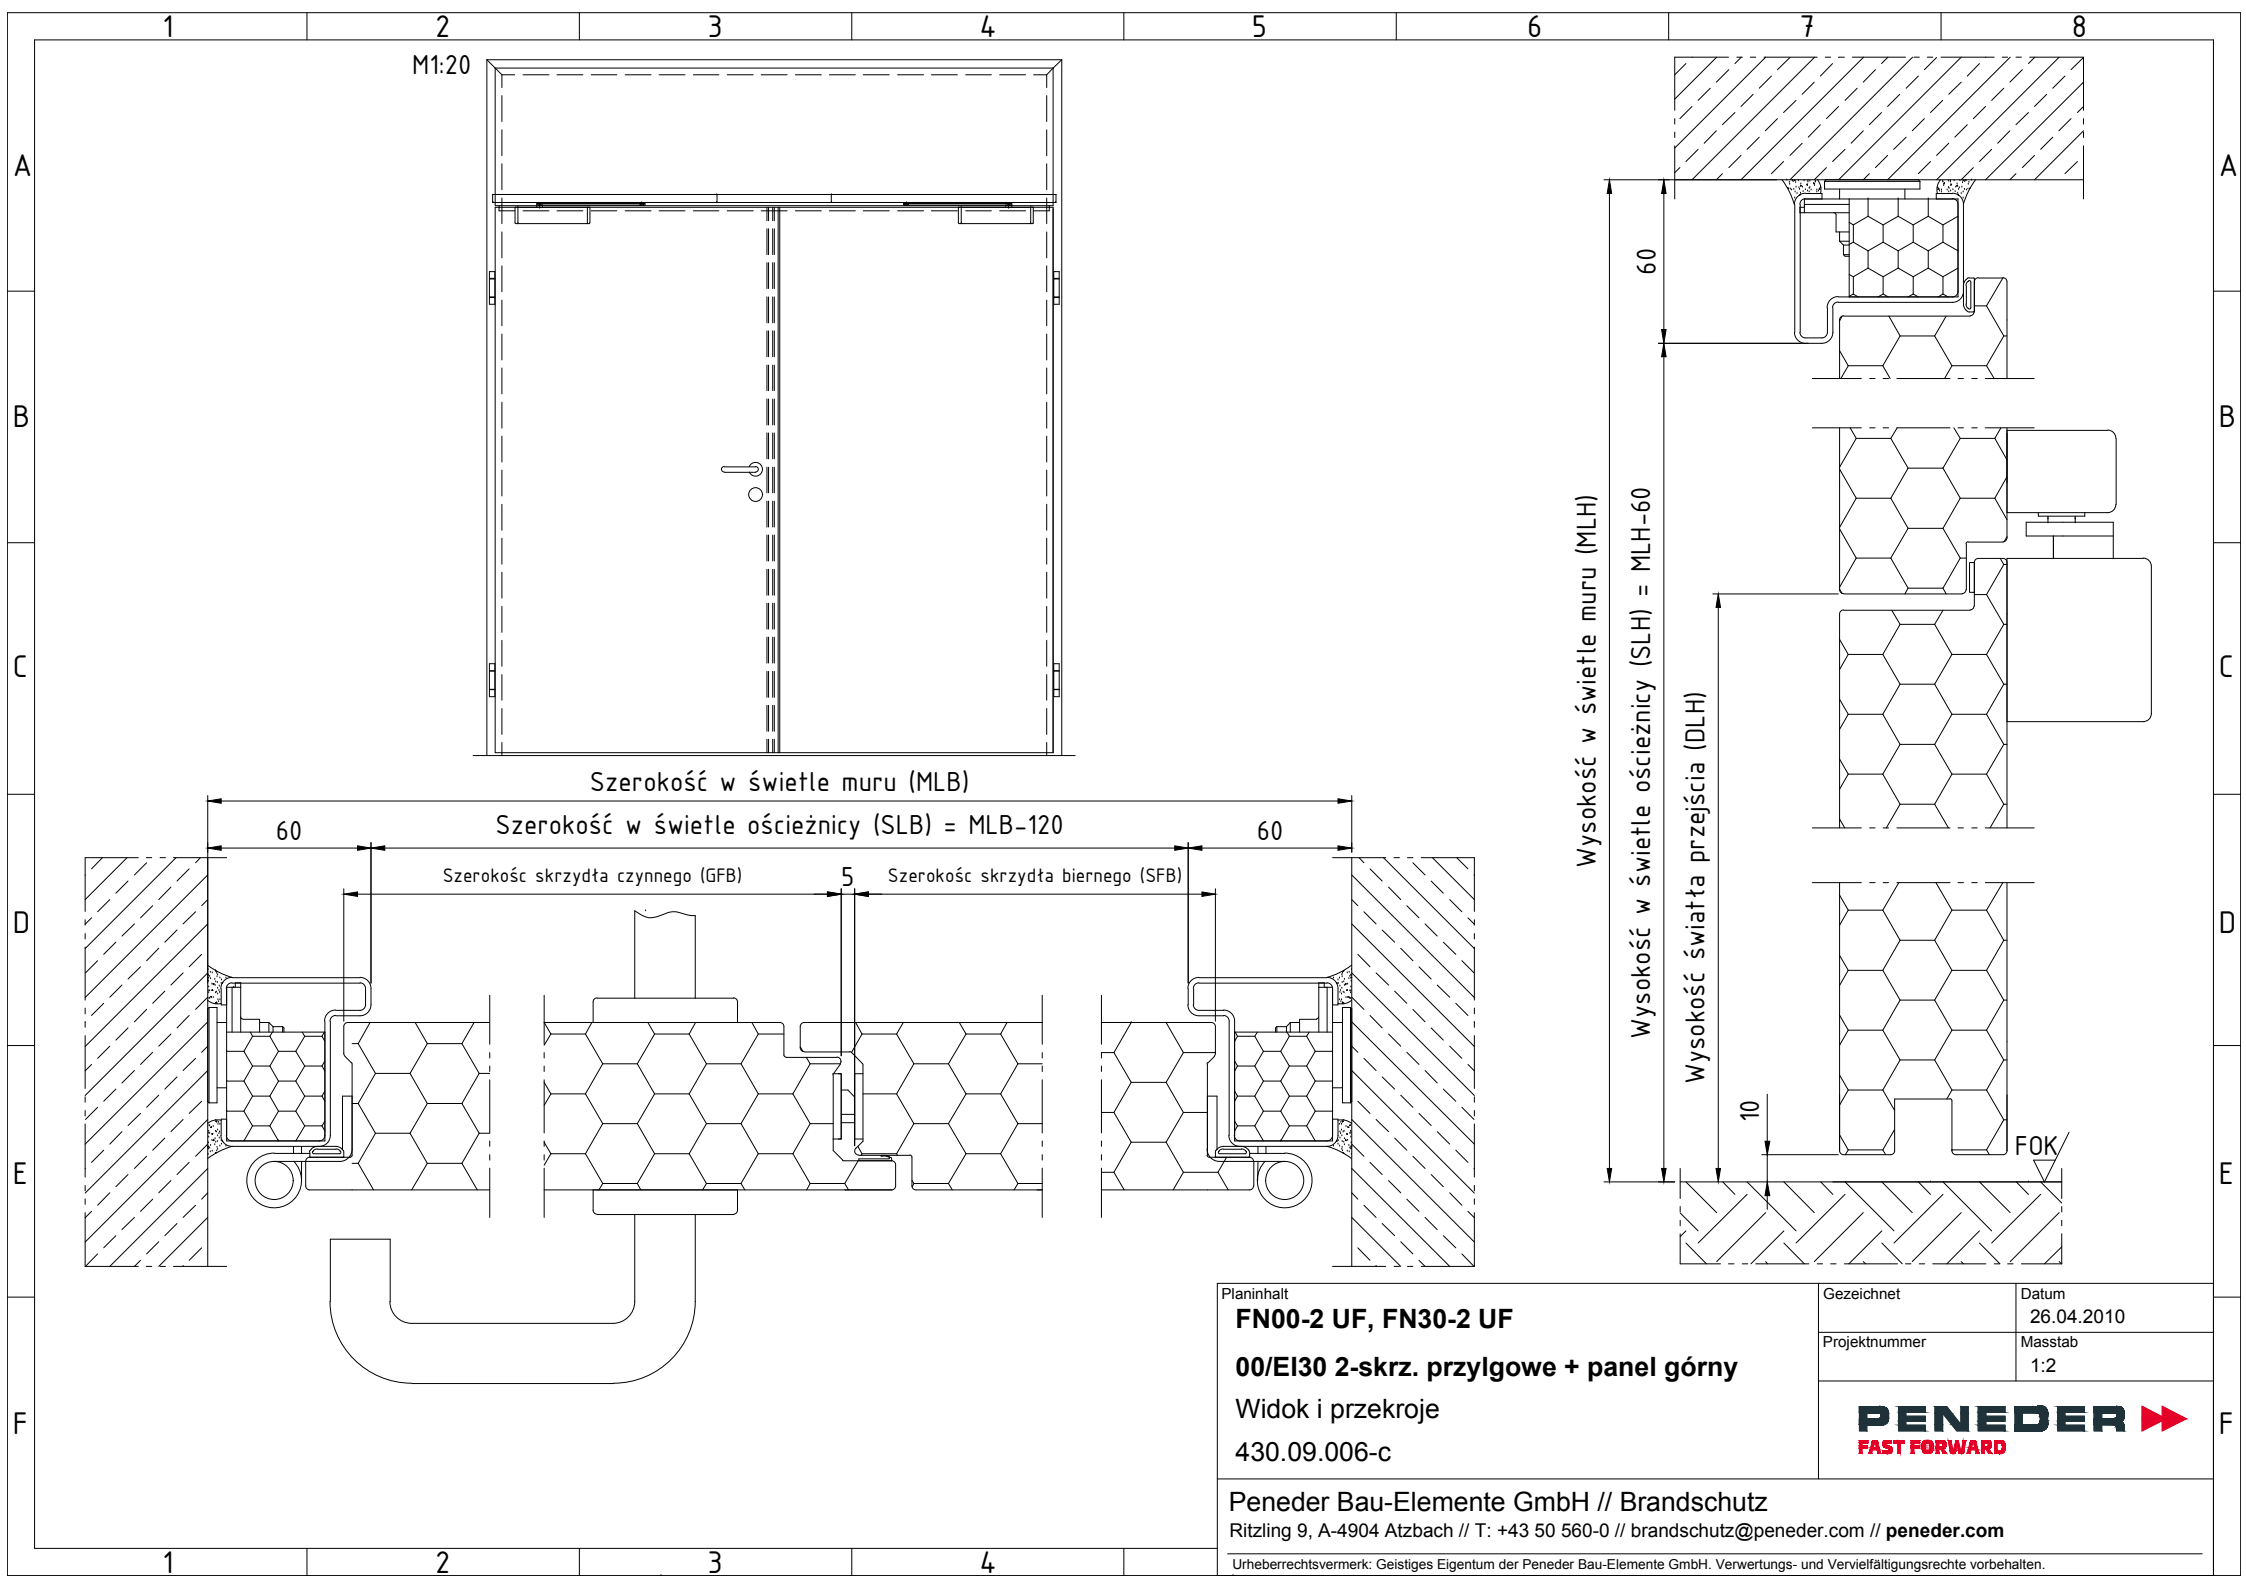 1 2 3 4 5 6 7 8
M1:20
A A
B B
C C
D D
E E
F F
Szerokość w świetle muru (MLB)
60
Szerokość w świetle ościeżnicy (SLB) = MLB-120
60
Szerokośc skrzydła czynnego (GFB)
5
Szerokośc skrzydła biernego (SFB)
Wysokość w świetle muru (MLH)
60
Wysokość w świetle ościeżnicy (SLH) = MLH-60
Wysokość światła przejścia (DLH)
10
FOK
Planinhalt
FN00-2 UF, FN30-2 UF
00/EI30 2-skrz. przylgowe + panel górny
Widok i przekroje
430.09.006-c
Gezeichnet
Datum
26.04.2010
Projektnummer
Masstab
1:2
PENEDER
FAST FORWARD
Peneder Bau-Elemente GmbH // Brandschutz
Ritzling 9, A-4904 Atzbach // T: +43 50 560-0 // brandschutz@peneder.com // peneder.com
Urheberrechtsvermerk: Geistiges Eigentum der Peneder Bau-Elemente GmbH. Verwertungs- und Vervielfältigungsrechte vorbehalten.
1 2 3 4